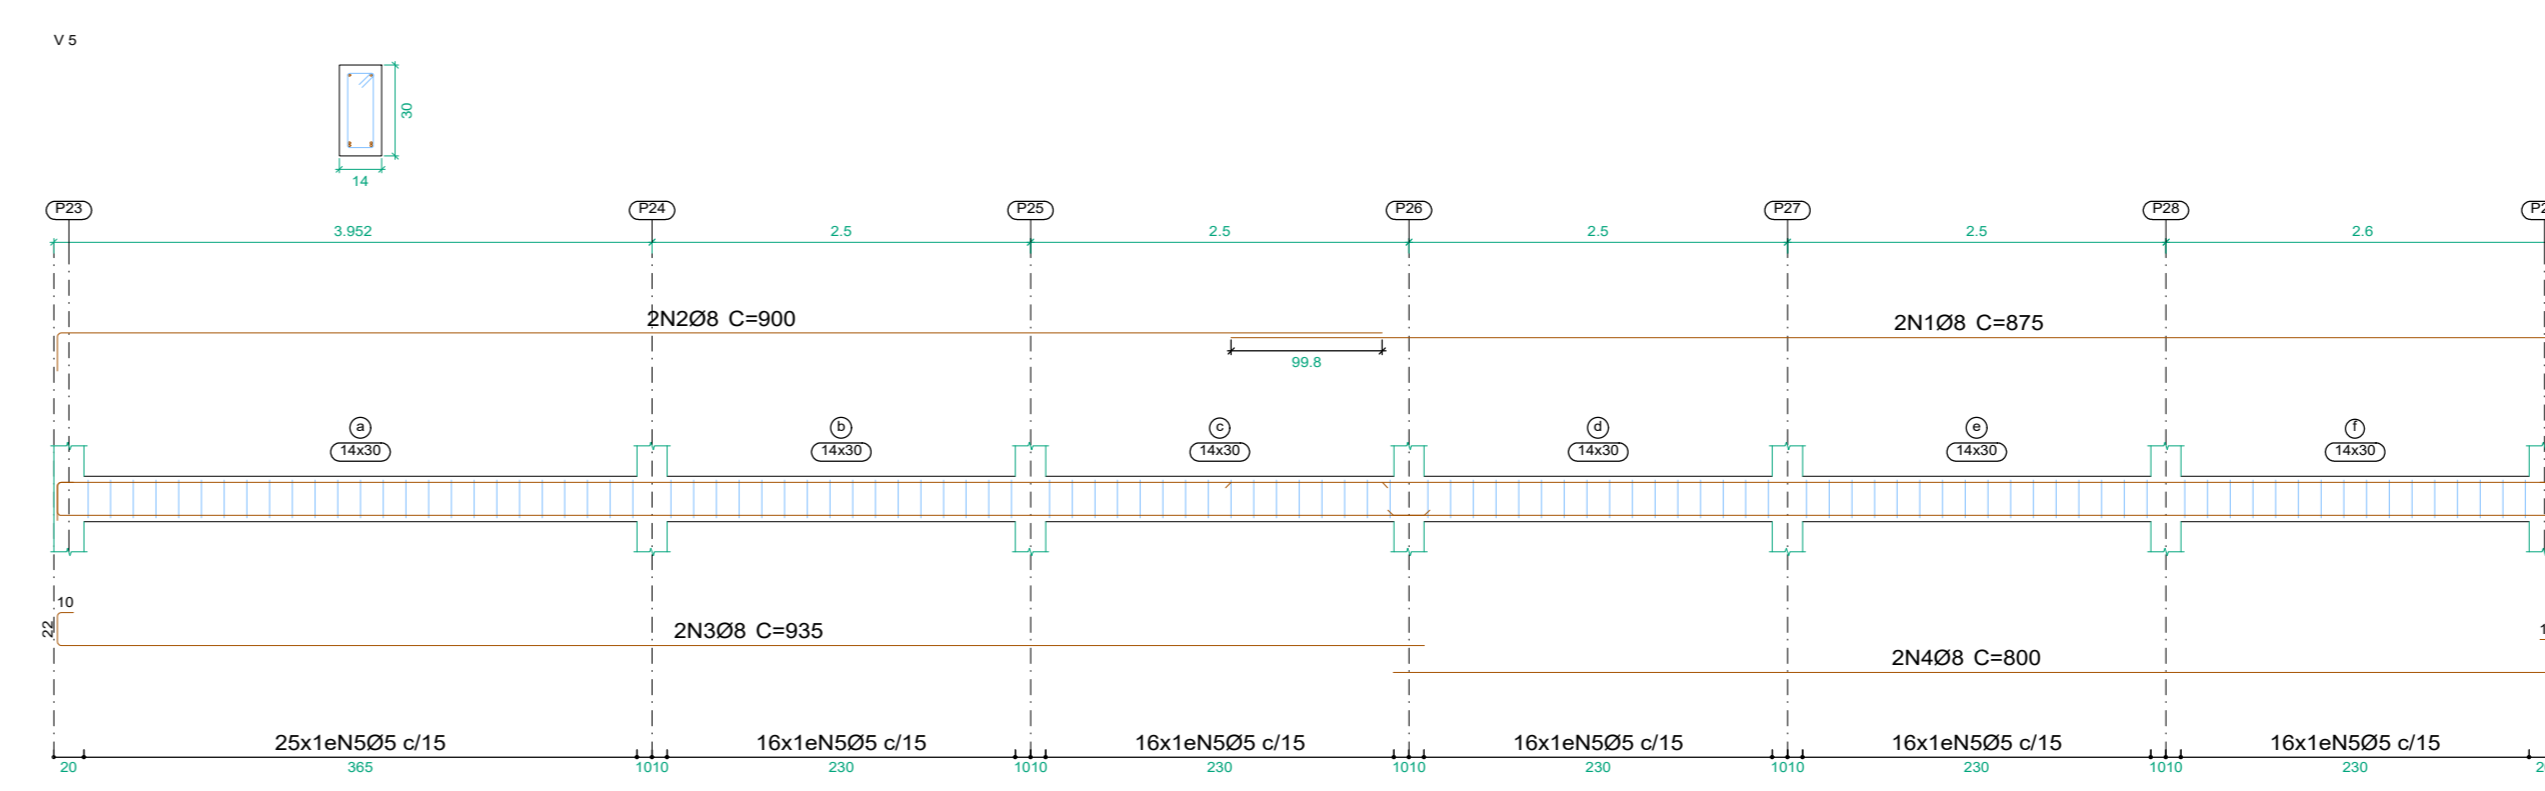 V 5
30
14
P23 P24 P25 P26 P27 P28
3.952 2.5 2.5 2.5 2.5 2.6
2N2Ø8 C=900
2N1Ø8 C=875
99.8
a b c d e f
14x30 14x30 14x30 14x30 14x30 14x30
10
22
2N3Ø8 C=935
2N4Ø8 C=800
25x1eN5Ø5 c/15 16x1eN5Ø5 c/15 16x1eN5Ø5 c/15 16x1eN5Ø5 c/15 16x1eN5Ø5 c/15 16x1eN5Ø5 c/15
20 365 1010 230 1010 230 1010 230 1010 230 1010 230